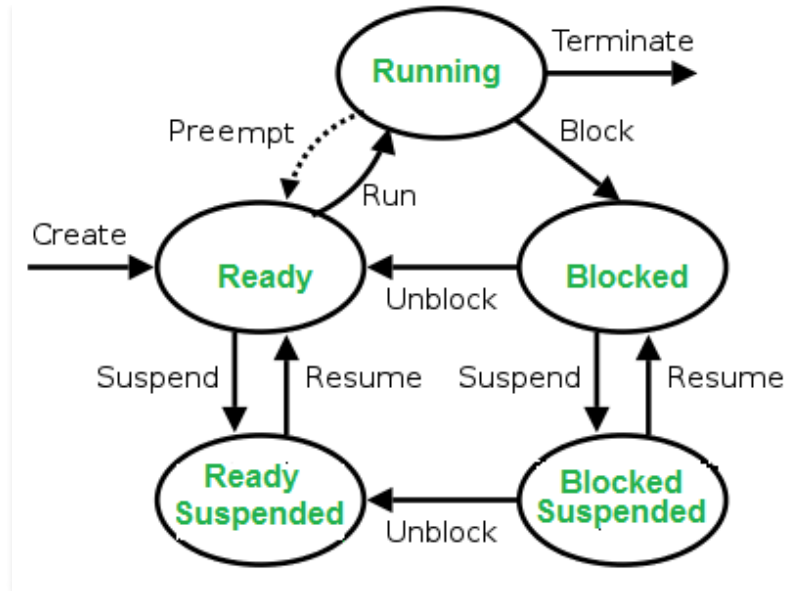 Terminate
Running
Preempt
Block
Run
Create
Ready
Blocked
Unblock
Suspend
Resume
Suspend
Resume
Ready
Suspended
Blocked
Suspended
Unblock